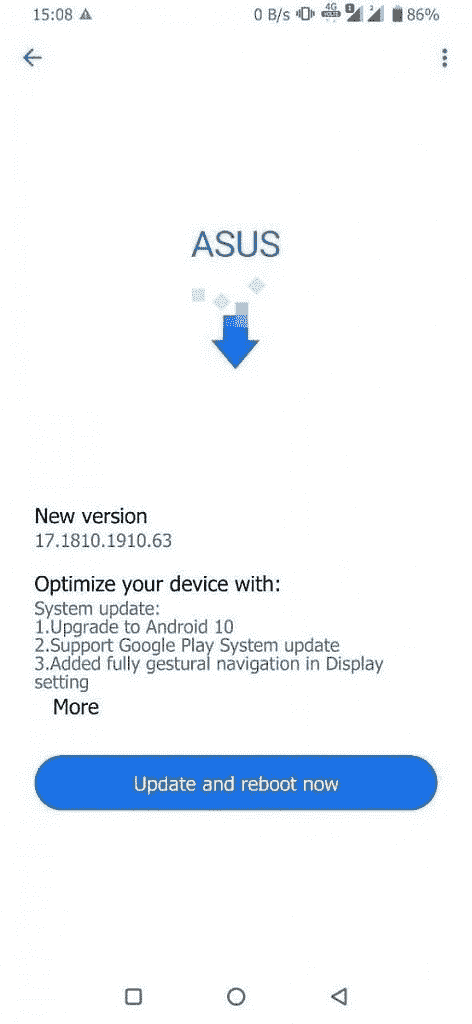 15:08 0 B/s 4G VoLTE 1 2 86%
ASUS
New version
17.1810.1910.63
Optimize your device with:
System update:
1.Upgrade to Android 10
2.Support Google Play System update
3.Added fully gestural navigation in Display
setting
More
Update and reboot now